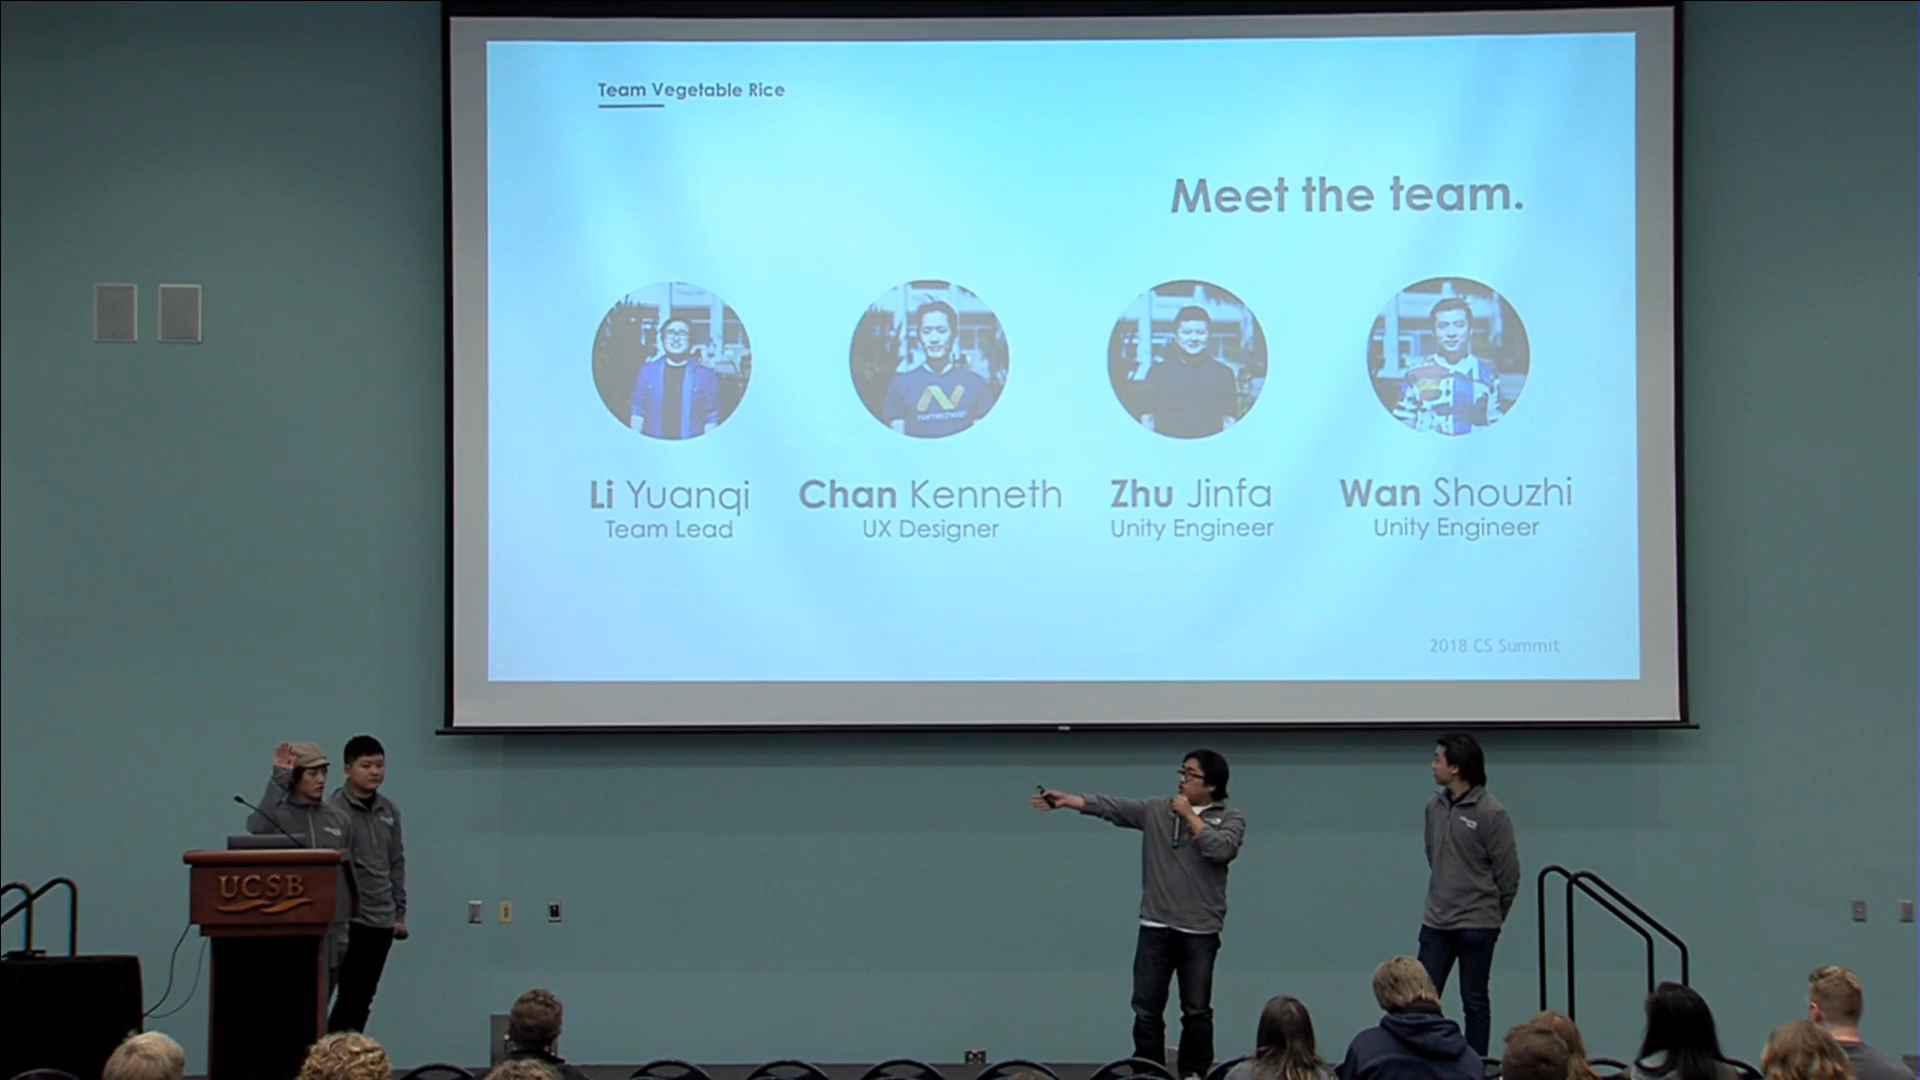 Team Vegetable Rice
Meet the team.
namecheap
Li Yuanqi
Team Lead
Chan Kenneth
UX Designer
Zhu Jinfa
Unity Engineer
Wan Shouzhi
Unity Engineer
2018 CS Summit
UCSB